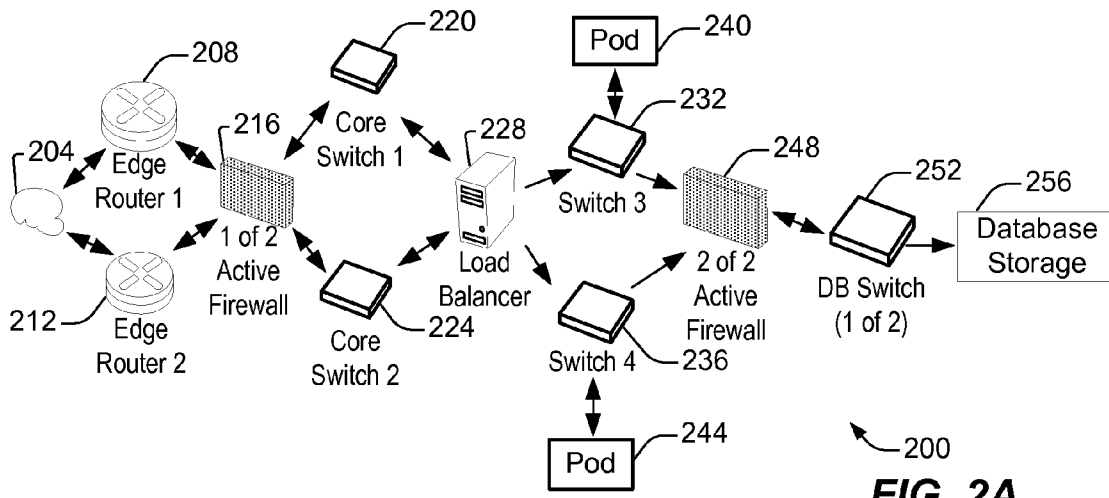 220
Pod
240
208
232
204
216
Core
Switch 1
228
248
252
256
Edge
Router 1
Switch 3
Database
Storage
1 of 2
Active
Firewall
Load
Balancer
2 of 2
Active
Firewall
DB Switch
(1 of 2)
212
Edge
Router 2
224
Core
Switch 2
Switch 4
236
Pod
244
200
FIG. 2A